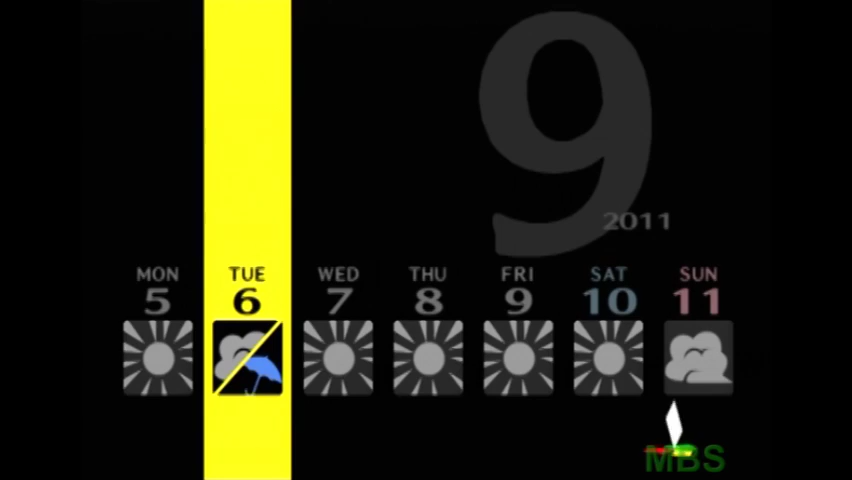 9
2011
MON TUE WED THU FRI SAT SUN
5 6 7 8 9 10 11
MBS